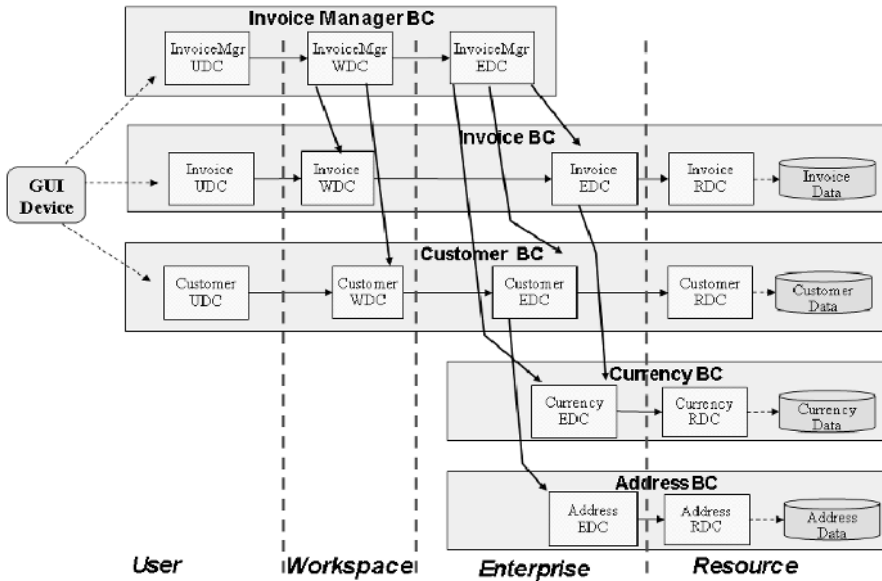 Invoice Manager BC
InvoiceMgr
UDC
InvoiceMgr
WDC
InvoiceMgr
EDC
Invoice BC
Invoice
UDC
Invoice
WDC
Invoice
EDC
Invoice
RDC
Invoice
Data
GUI
Device
Customer BC
Customer
UDC
Customer
WDC
Customer
EDC
Customer
RDC
Customer
Data
Currency BC
Currency
EDC
Currency
RDC
Currency
Data
Address BC
Address
EDC
Address
RDC
Address
Data
User
Workspace
Enterprise
Resource